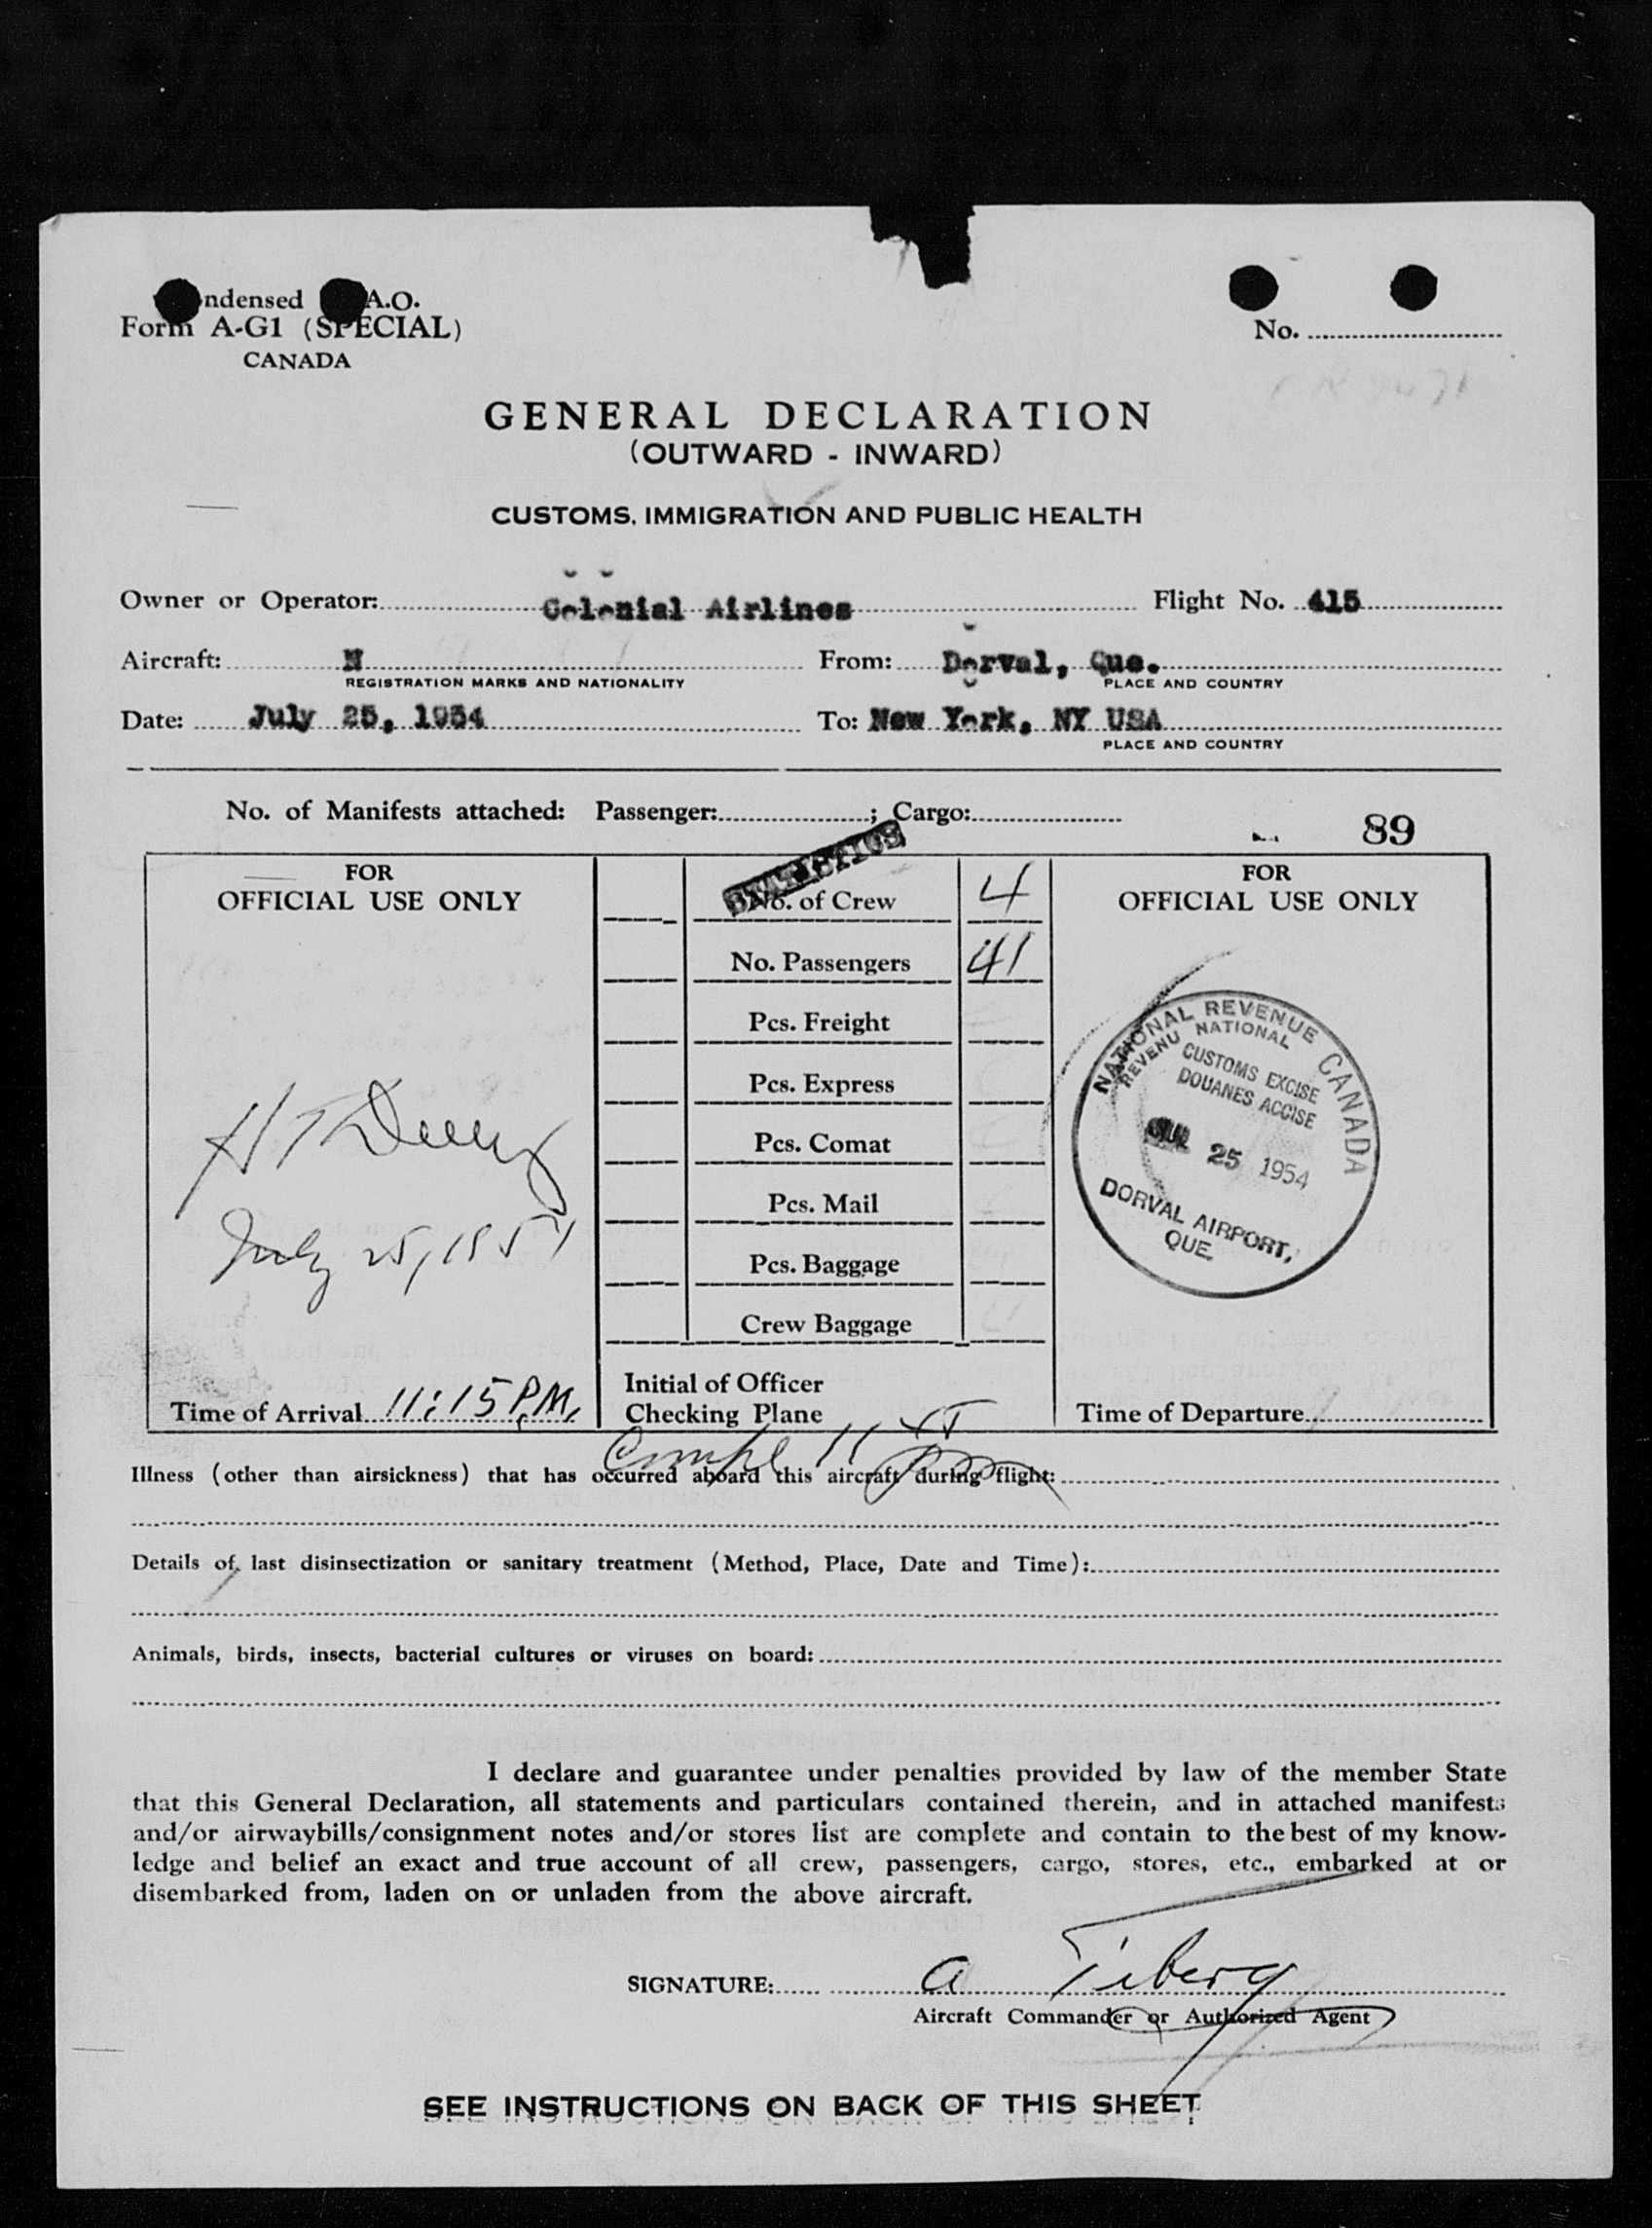 ndensed A.O.
Form A-G1 (SPECIAL)
CANADA
No.
GENERAL DECLARATION
(OUTWARD - INWARD)
CUSTOMS, IMMIGRATION AND PUBLIC HEALTH
Owner or Operator: Colonial Airlines Flight No. 415
Aircraft: N From: Dorval, Que.
REGISTRATION MARKS AND NATIONALITY PLACE AND COUNTRY
Date: July 25, 1954 To: New York, NY USA
PLACE AND COUNTRY
No. of Manifests attached: Passenger: ; Cargo:
89
STATISTICS
FOR
OFFICIAL USE ONLY
July 25, 1954
Time of Arrival 11:15 P.M.
No. of Crew 4
No. Passengers 41
Pcs. Freight
Pcs. Express
Pcs. Comat
Pcs. Mail
Pcs. Baggage
Crew Baggage
Initial of Officer
Checking Plane
FOR
OFFICIAL USE ONLY
NATIONAL REVENUE CANADA
REVENU NATIONAL
CUSTOMS EXCISE
DOUANES ACCISE
JUL 25 1954
DORVAL AIRPORT,
QUE.
Time of Departure
Illness (other than airsickness) that has occurred aboard this aircraft during flight:
Details of last disinsectization or sanitary treatment (Method, Place, Date and Time):
Animals, birds, insects, bacterial cultures or viruses on board:
I declare and guarantee under penalties provided by law of the member State
that this General Declaration, all statements and particulars contained therein, and in attached manifests
and/or airwaybills/consignment notes and/or stores list are complete and contain to the best of my know-
ledge and belief an exact and true account of all crew, passengers, cargo, stores, etc., embarked at or
disembarked from, laden on or unladen from the above aircraft.
SIGNATURE: A Tiberg
Aircraft Commander or Authorized Agent
SEE INSTRUCTIONS ON BACK OF THIS SHEET